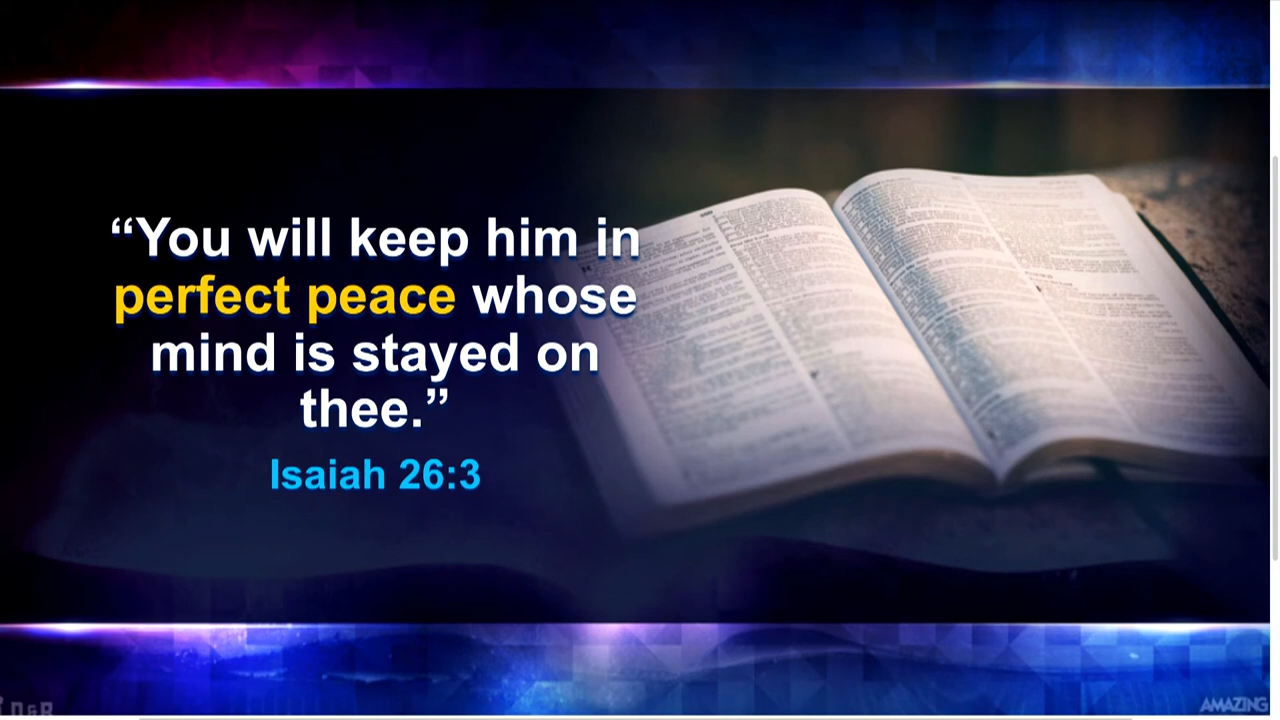 “You will keep him in
perfect peace whose
mind is stayed on
thee.”
Isaiah 26:3
AMAZING